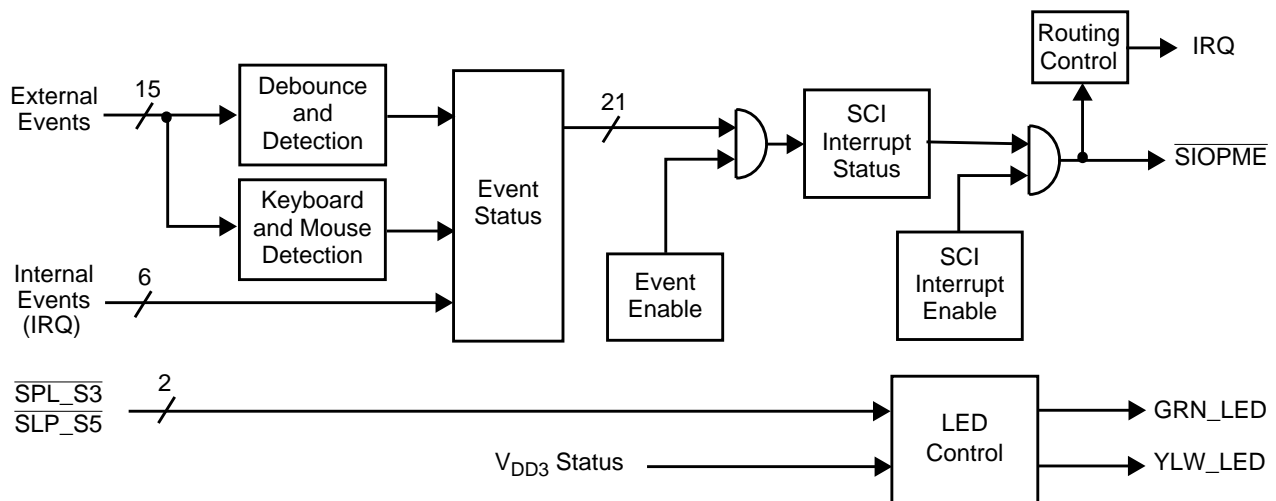 External
Events
15
Debounce
and
Detection
Keyboard
and Mouse
Detection
Internal
Events
(IRQ)
6
Event
Status
21
Event
Enable
SCI
Interrupt
Status
SCI
Interrupt
Enable
Routing
Control
IRQ
SIOPME
SPL_S3
SLP_S5
2
VDD3 Status
LED
Control
GRN_LED
YLW_LED